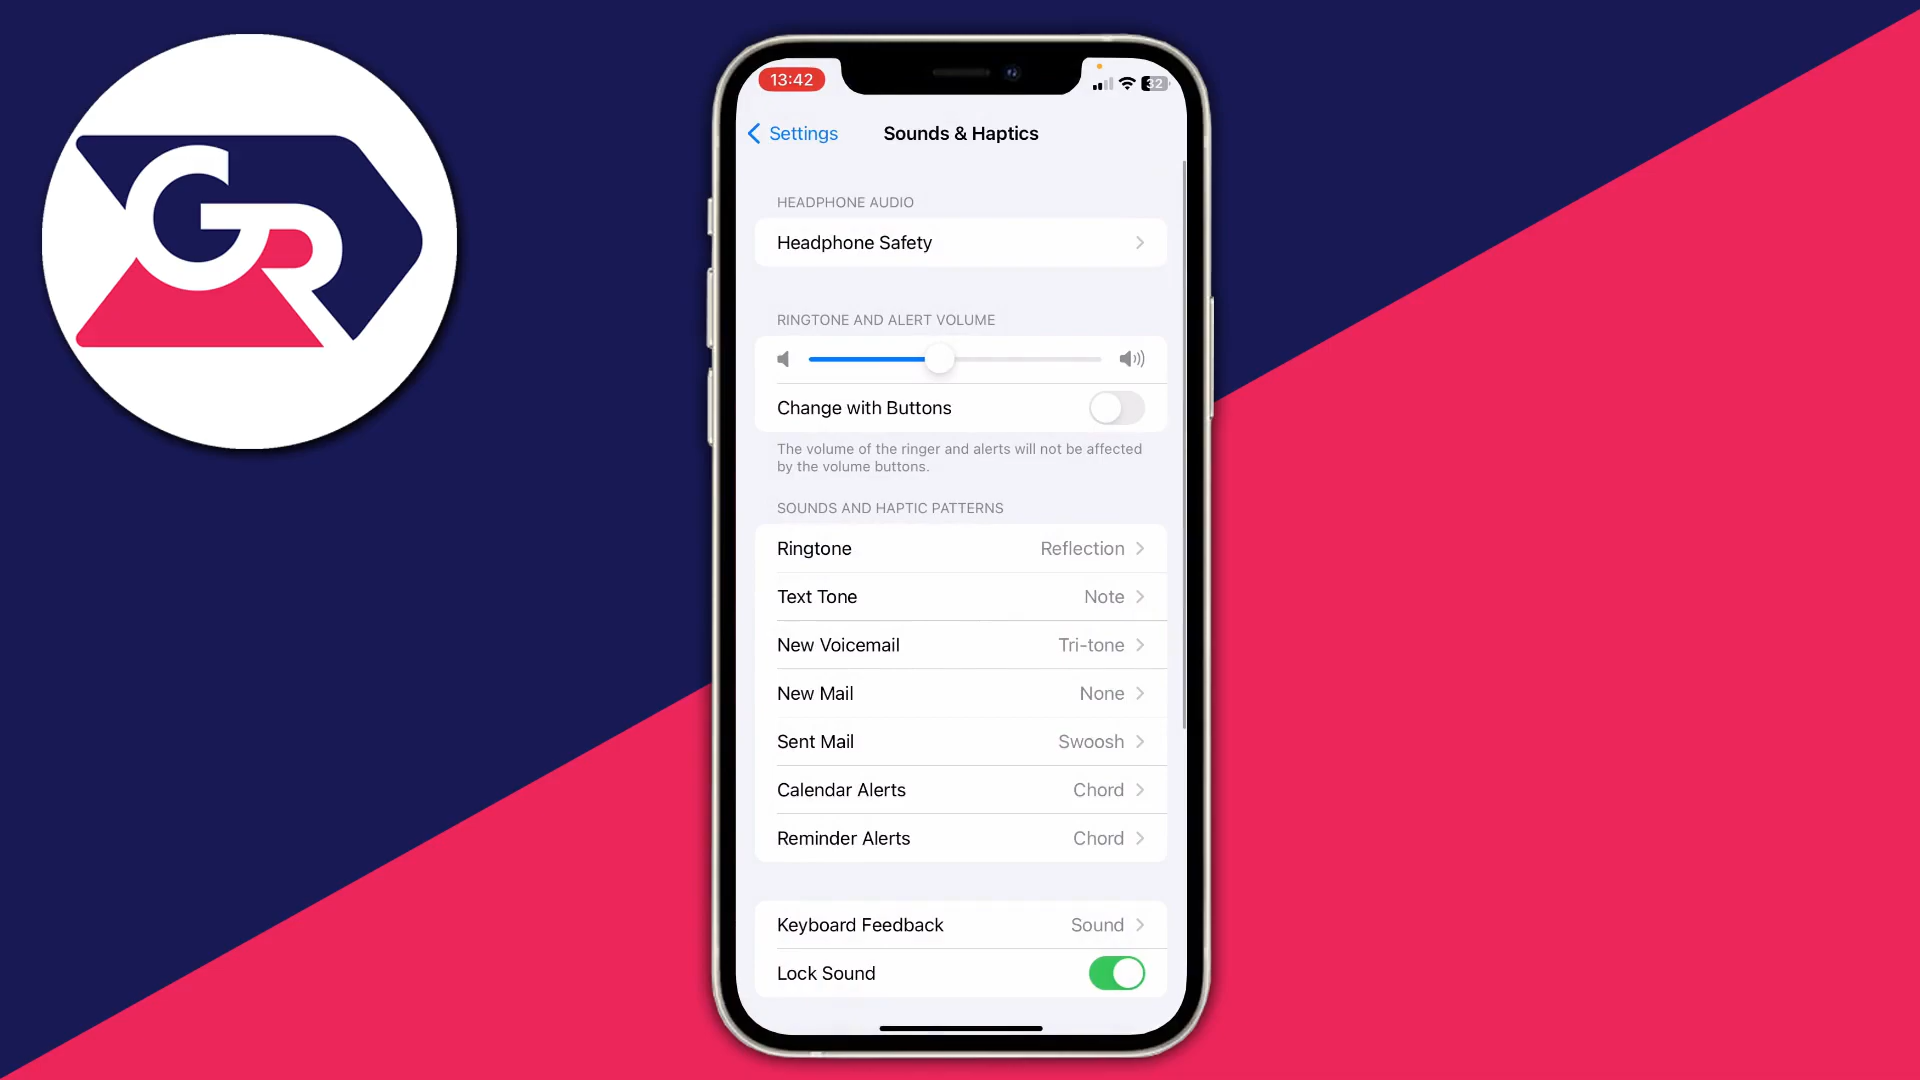 GR
13:42
32
Settings
Sounds & Haptics
HEADPHONE AUDIO
Headphone Safety
RINGTONE AND ALERT VOLUME
Change with Buttons
The volume of the ringer and alerts will not be affected
by the volume buttons.
SOUNDS AND HAPTIC PATTERNS
Ringtone Reflection
Text Tone Note
New Voicemail Tri-tone
New Mail None
Sent Mail Swoosh
Calendar Alerts Chord
Reminder Alerts Chord
Keyboard Feedback Sound
Lock Sound